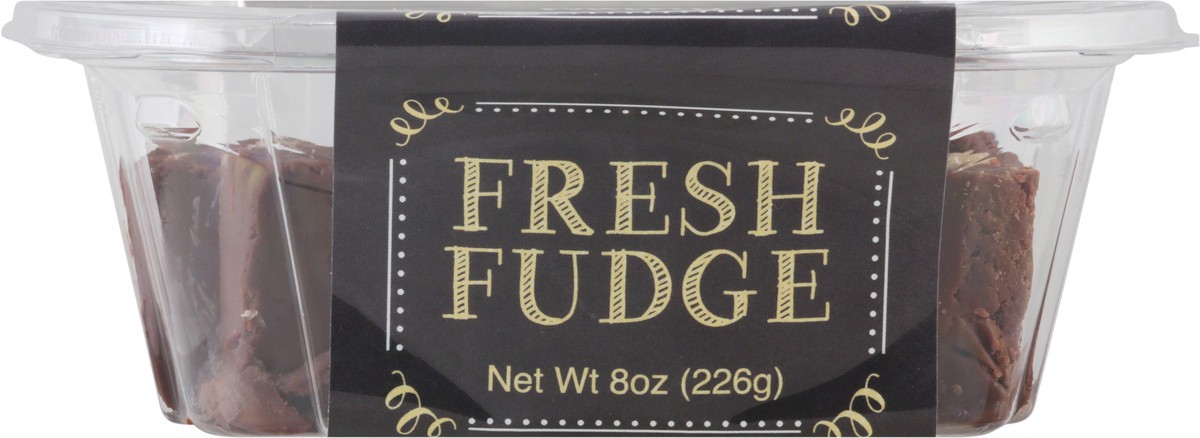 FRESH
FUDGE
Net Wt 8oz (226g)